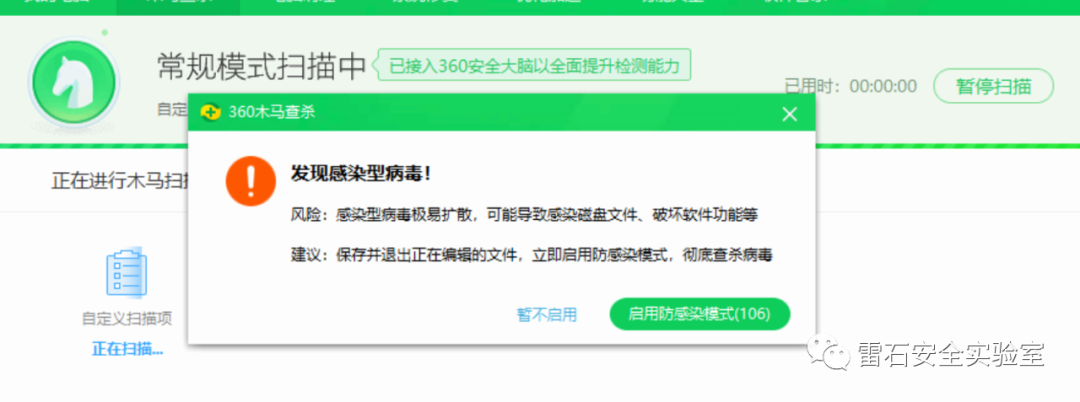 常规模式扫描中
已接入360安全大脑以全面提升检测能力
已用时：00:00:00
暂停扫描
自定
360木马查杀
正在进行木马扫描
发现感染型病毒！
风险：感染型病毒极易扩散，可能导致感染磁盘文件、破坏软件功能等
建议：保存并退出正在编辑的文件，立即启用防感染模式，彻底查杀病毒
暂不启用
启用防感染模式(106)
自定义扫描项
正在扫描...
雷石安全实验室